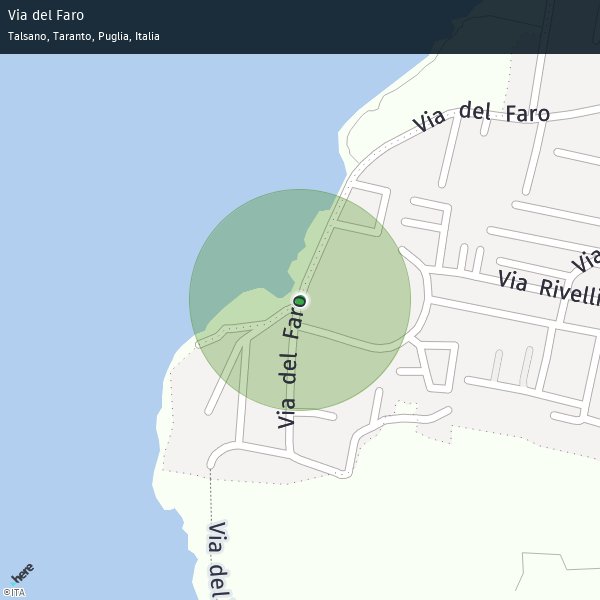 Via del Faro
Talsano, Taranto, Puglia, Italia
Via del Faro
Via
Via Rivelli
Via del Faro
Via del
here
©ITA